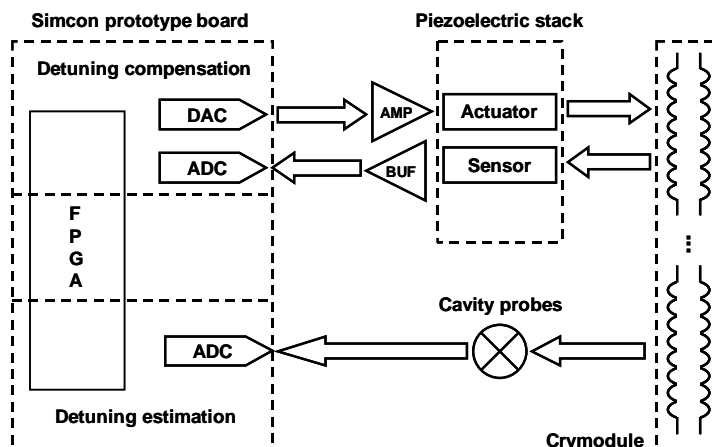 Simcon prototype board
Piezoelectric stack
Detuning compensation
DAC
AMP
Actuator
ADC
BUF
Sensor
F
P
G
A
...
Cavity probes
ADC
Detuning estimation
Crymodule